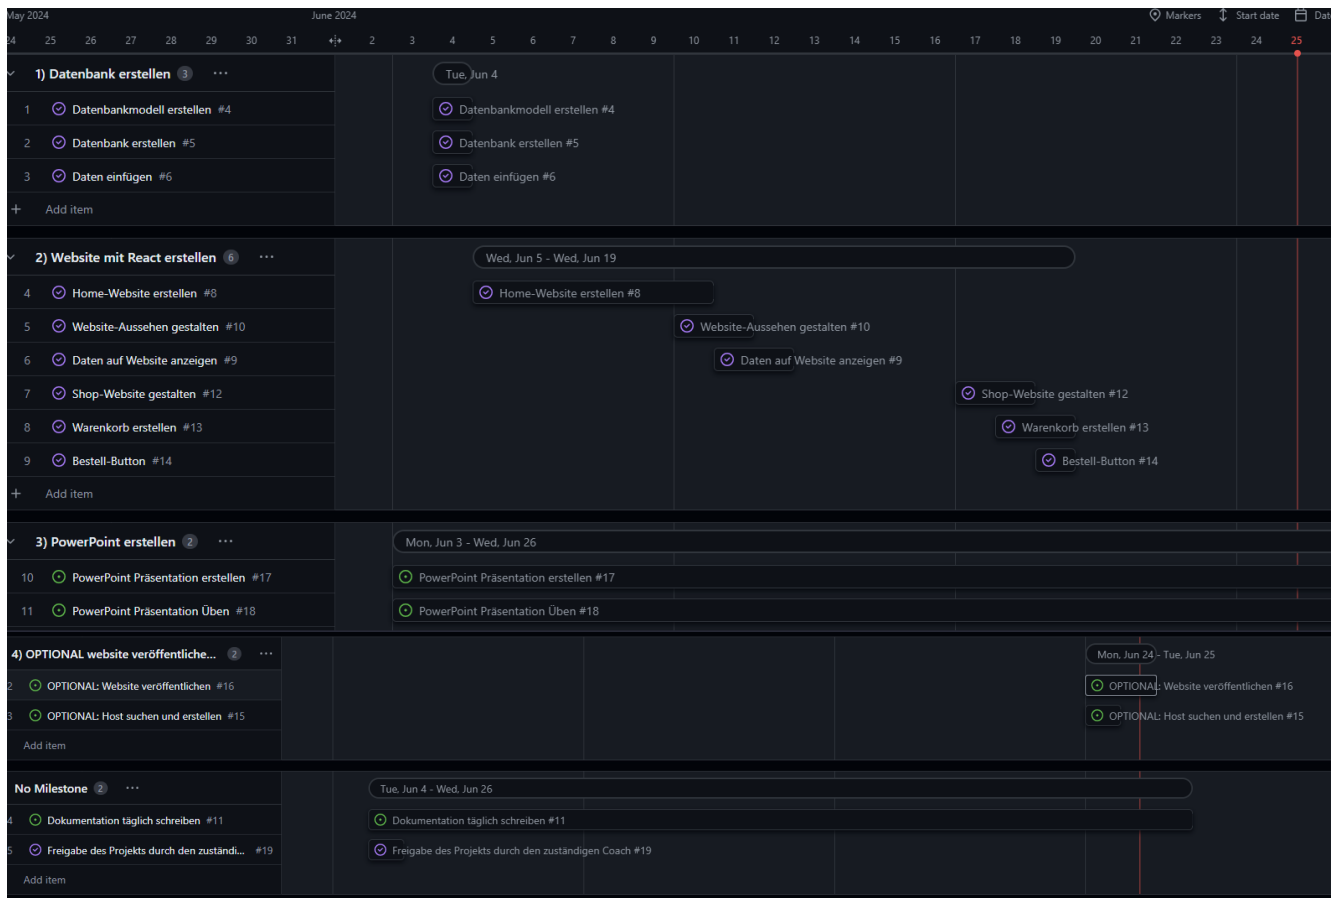 May 2024
June 2024
Markers
Start date
Dat
24 25 26 27 28 29 30 31 2 3 4 5 6 7 8 9 10 11 12 13 14 15 16 17 18 19 20 21 22 23 24 25
1) Datenbank erstellen 3 ...
Tue, Jun 4
1 Datenbankmodell erstellen #4
Datenbankmodell erstellen #4
2 Datenbank erstellen #5
Datenbank erstellen #5
3 Daten einfügen #6
Daten einfügen #6
+ Add item
2) Website mit React erstellen 6 ...
Wed, Jun 5 - Wed, Jun 19
4 Home-Website erstellen #8
Home-Website erstellen #8
5 Website-Aussehen gestalten #10
Website-Aussehen gestalten #10
6 Daten auf Website anzeigen #9
Daten auf Website anzeigen #9
7 Shop-Website gestalten #12
Shop-Website gestalten #12
8 Warenkorb erstellen #13
Warenkorb erstellen #13
9 Bestell-Button #14
Bestell-Button #14
+ Add item
3) PowerPoint erstellen 2 ...
Mon, Jun 3 - Wed, Jun 26
10 PowerPoint Präsentation erstellen #17
PowerPoint Präsentation erstellen #17
11 PowerPoint Präsentation Üben #18
PowerPoint Präsentation Üben #18
4) OPTIONAL website veröffentliche... 2 ...
Mon, Jun 24 - Tue, Jun 25
2 OPTIONAL: Website veröffentlichen #16
OPTIONAL: Website veröffentlichen #16
3 OPTIONAL: Host suchen und erstellen #15
OPTIONAL: Host suchen und erstellen #15
Add item
No Milestone 2 ...
Tue, Jun 4 - Wed, Jun 26
4 Dokumentation täglich schreiben #11
Dokumentation täglich schreiben #11
5 Freigabe des Projekts durch den zuständi... #19
Freigabe des Projekts durch den zuständigen Coach #19
Add item